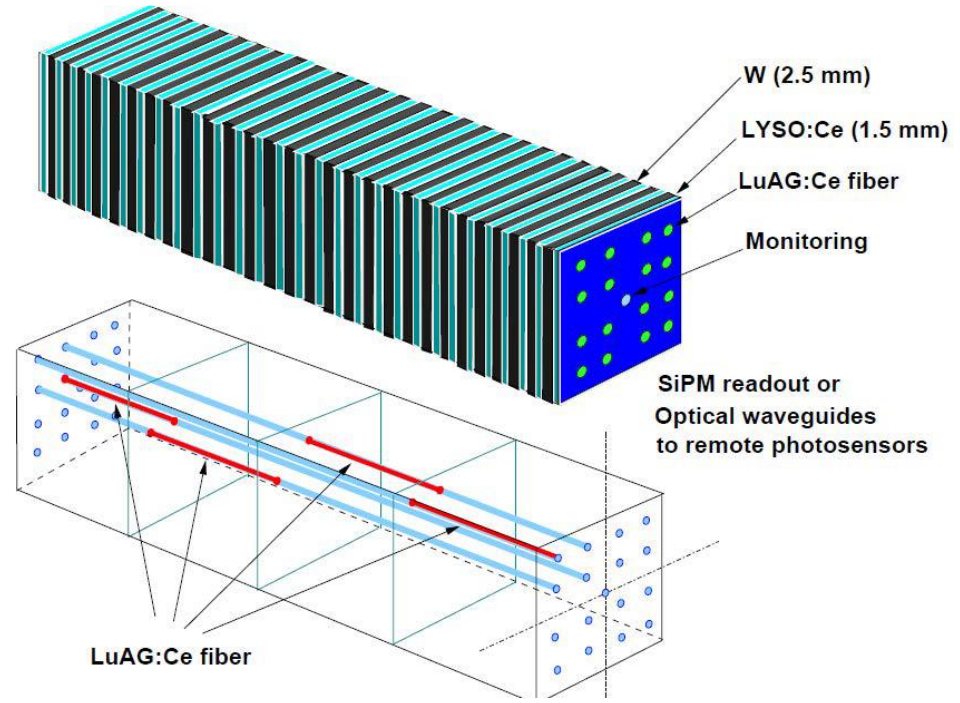 W (2.5 mm)
LYSO:Ce (1.5 mm)
LuAG:Ce fiber
Monitoring
SiPM readout or
Optical waveguides
to remote photosensors
LuAG:Ce fiber